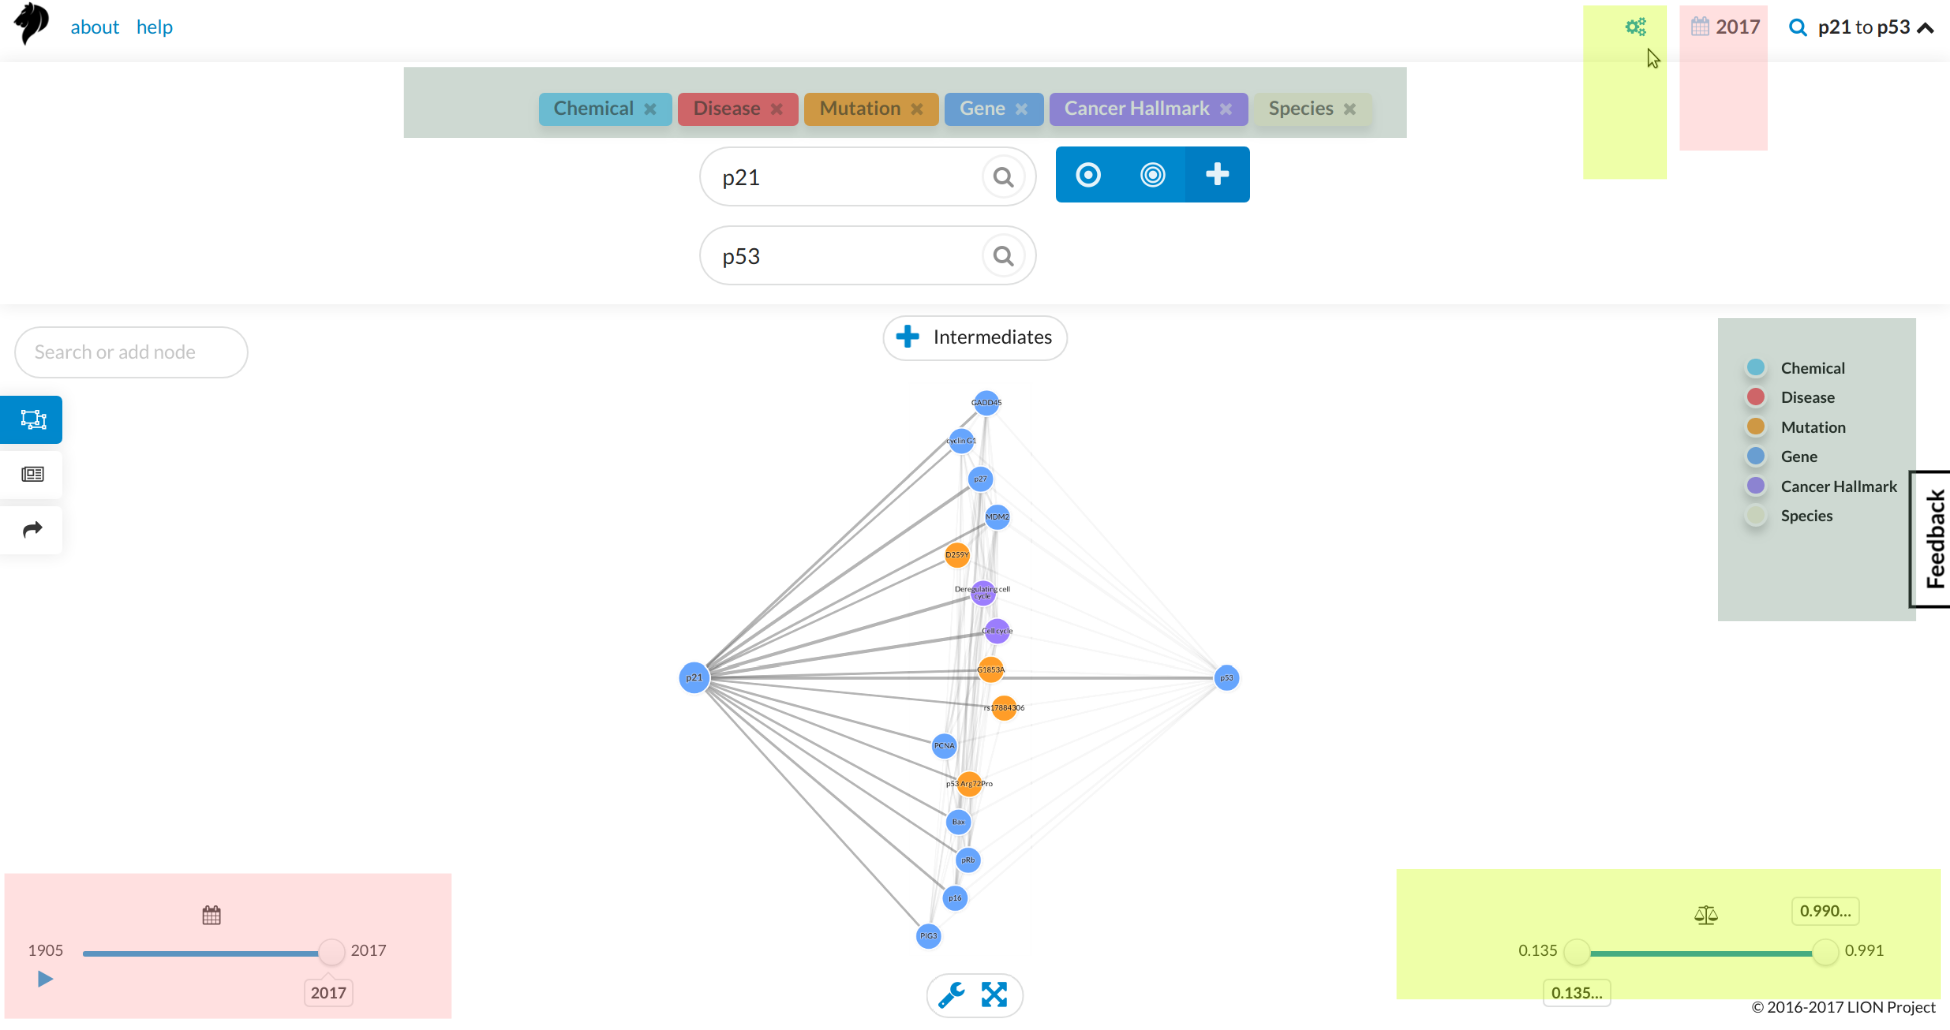 about help
2017
p21 to p53
Chemical
Disease
Mutation
Gene
Cancer Hallmark
Species
p21
p53
Search or add node
Intermediates
Chemical
Disease
Mutation
Gene
Cancer Hallmark
Species
Feedback
GADD45
cyclin G1
p27
MDM2
D259Y
Deregulating cell
cycle
Cell cycle
p21
G1853A
p53
rs17884306
PCNA
p53 Arg72Pro
Bax
pRb
p16
PIG3
1905
2017
2017
0.990...
0.135
0.991
0.135...
© 2016-2017 LION Project